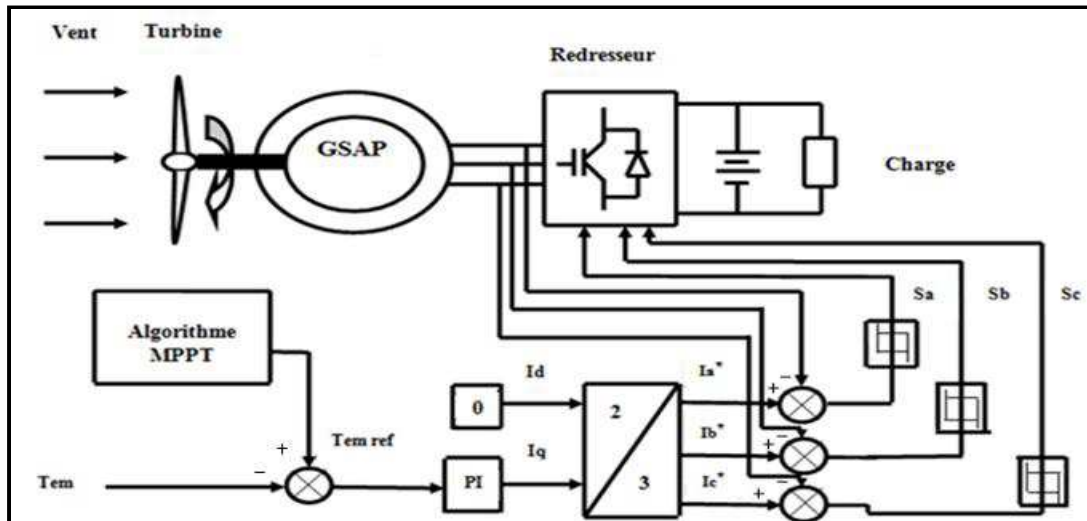 Vent
Turbine
Redresseur
GSAP
Charge
Sa
Sb
Sc
Algorithme
MPPT
Id
Ia*
0
2
+
−
Tem ref
Iq
Ib*
+
−
Tem
−
+
PI
3
Ic*
+
−